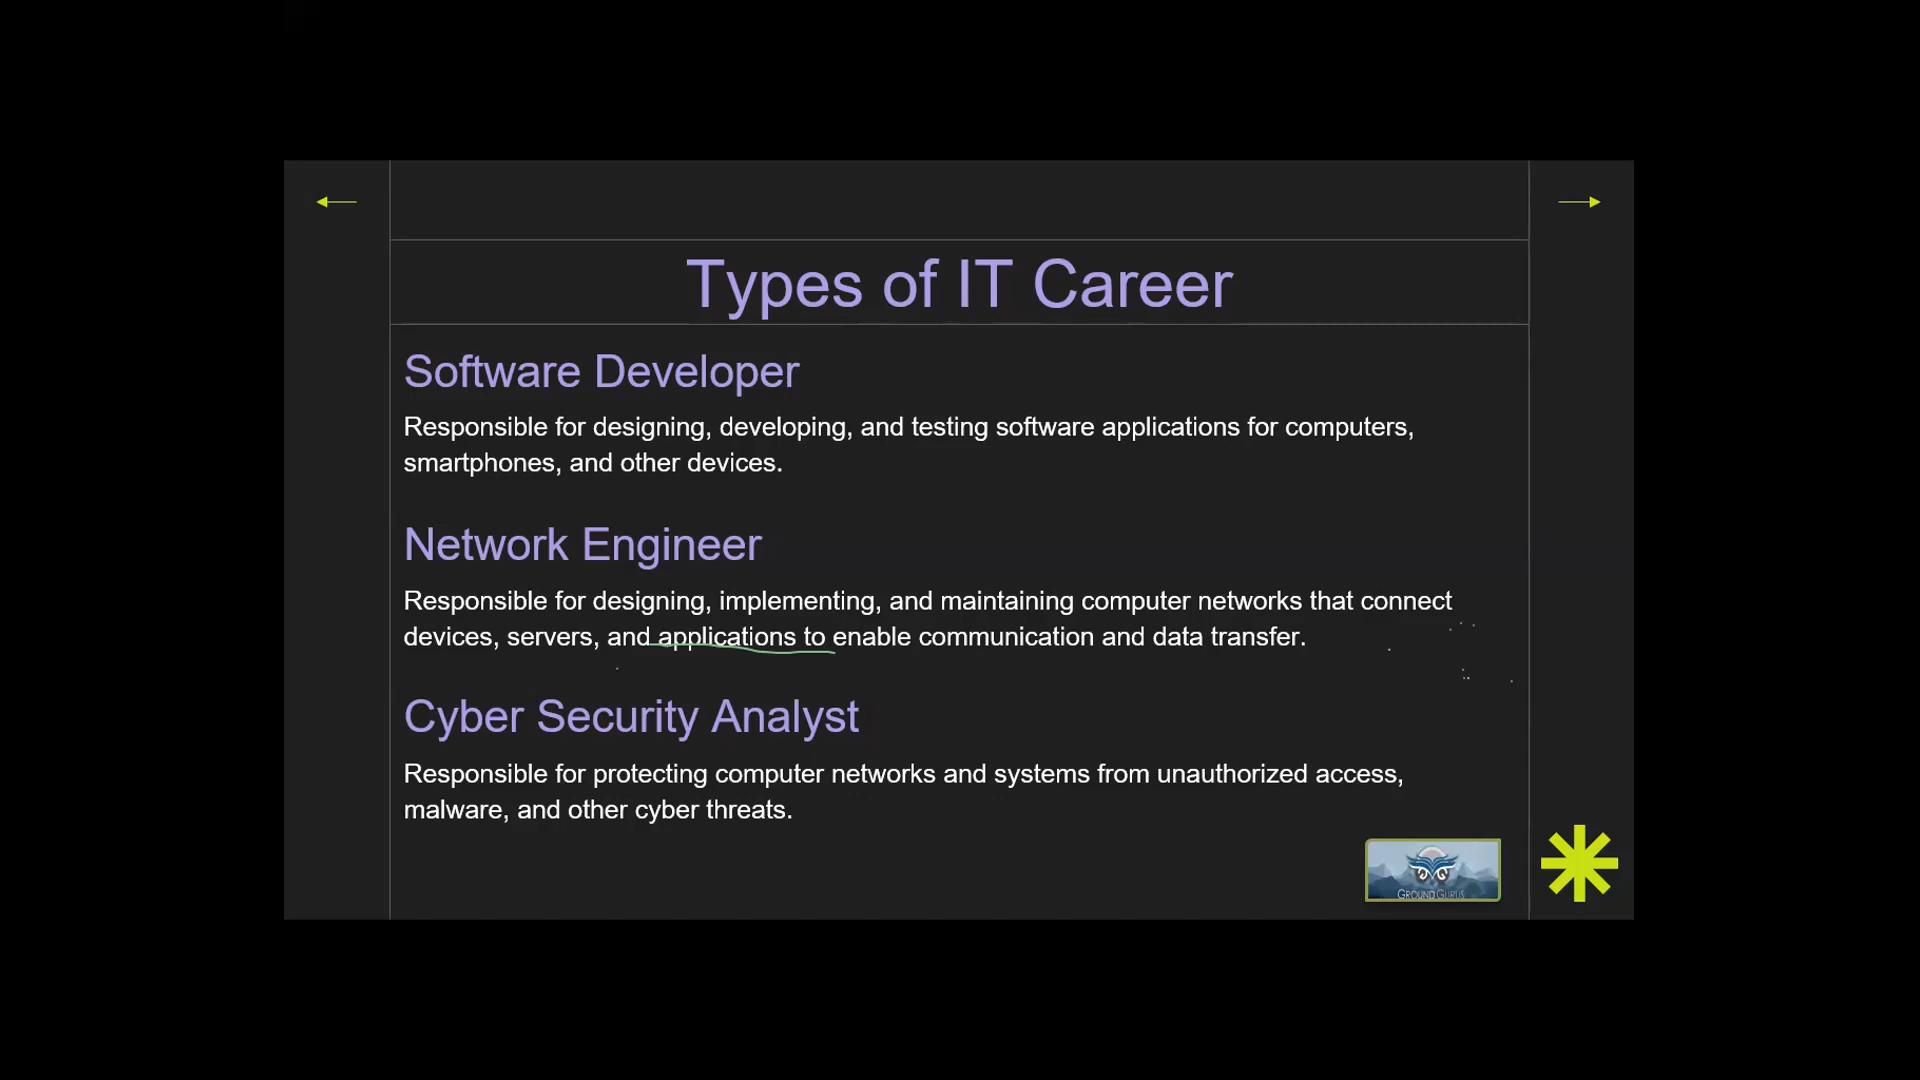 Types of IT Career
Software Developer
Responsible for designing, developing, and testing software applications for computers,
smartphones, and other devices.
Network Engineer
Responsible for designing, implementing, and maintaining computer networks that connect
devices, servers, and applications to enable communication and data transfer.
Cyber Security Analyst
Responsible for protecting computer networks and systems from unauthorized access,
malware, and other cyber threats.
GROUNDGURUS